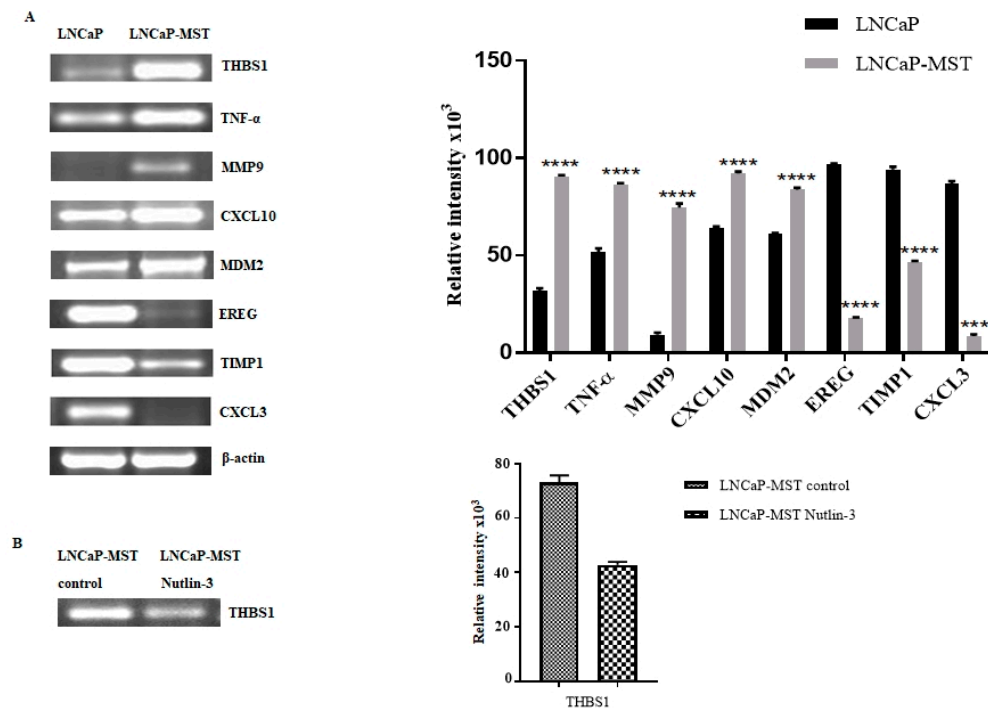 A
LNCaP LNCaP-MST
THBS1
TNF-α
MMP9
CXCL10
MDM2
EREG
TIMP1
CXCL3
β-actin
LNCaP
LNCaP-MST
Relative intensity x10³
150
100
50
0
**** **** **** **** **** **** **** ***
THBS1 TNF-α MMP9 CXCL10 MDM2 EREG TIMP1 CXCL3
B
LNCaP-MST LNCaP-MST
control Nutlin-3
THBS1
Relative intensity x10³
80
60
40
20
0
THBS1
LNCaP-MST control
LNCaP-MST Nutlin-3